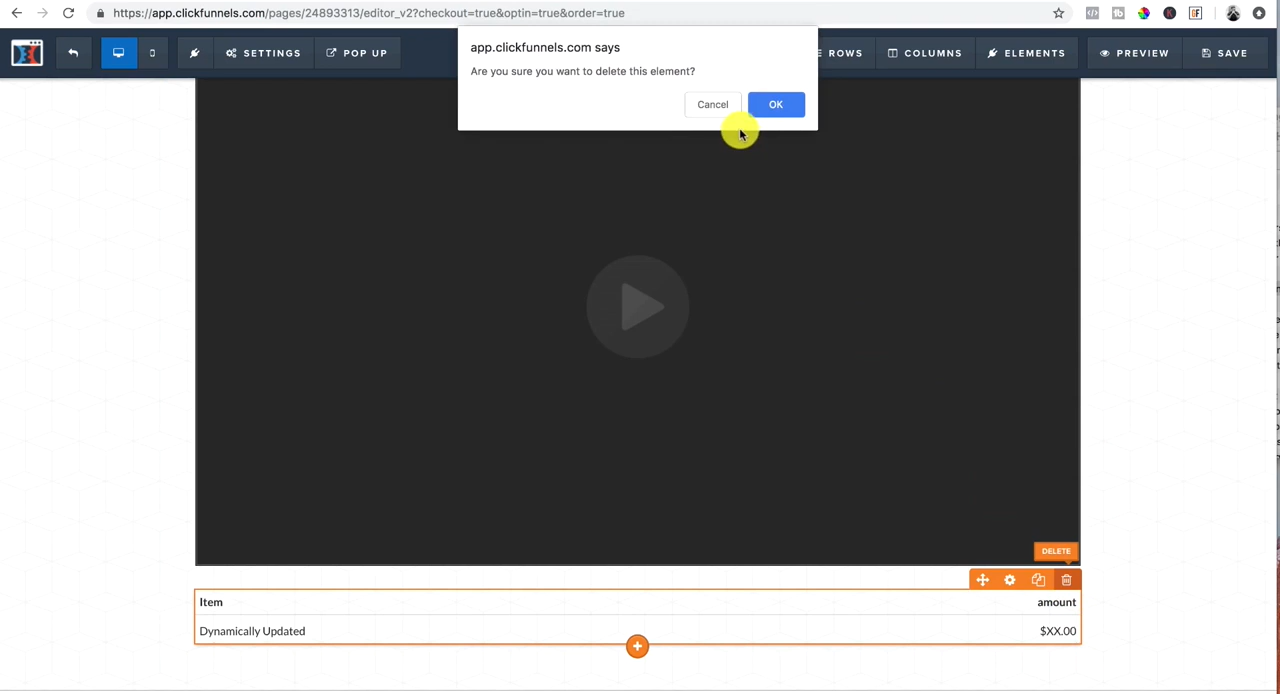 https://app.clickfunnels.com/pages/24893313/editor_v2?checkout=true&optin=true&order=true
SETTINGS
POP UP
ROWS
COLUMNS
ELEMENTS
PREVIEW
SAVE
app.clickfunnels.com says
Are you sure you want to delete this element?
Cancel
OK
DELETE
Item
amount
Dynamically Updated
$XX.00